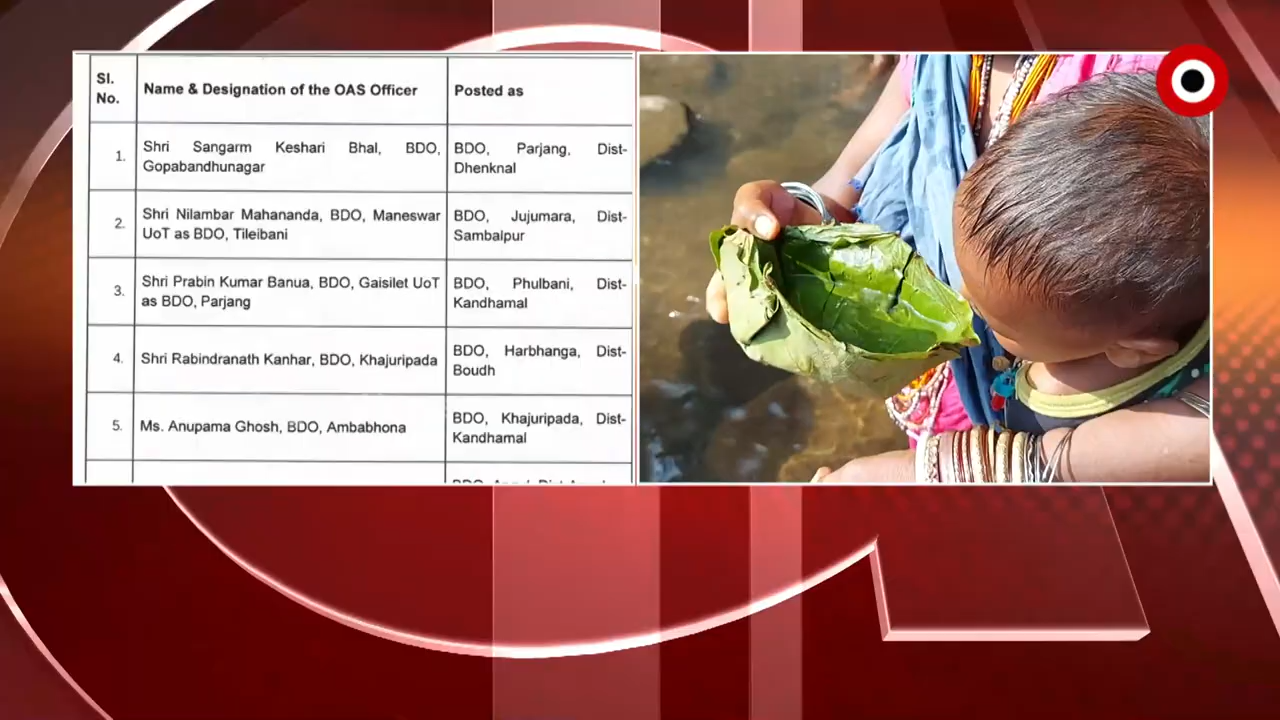 Sl. No.
Name & Designation of the OAS Officer
Posted as
1.
Shri Sangarm Keshari Bhal, BDO,
Gopabandhunagar
BDO, Parjang, Dist-
Dhenknal
2.
Shri Nilambar Mahananda, BDO, Maneswar
UoT as BDO, Tileibani
BDO, Jujumara, Dist-
Sambalpur
3.
Shri Prabin Kumar Banua, BDO, Gaisilet UoT
as BDO, Parjang
BDO, Phulbani, Dist-
Kandhamal
4.
Shri Rabindranath Kanhar, BDO, Khajuripada
BDO, Harbhanga, Dist-
Boudh
5.
Ms. Anupama Ghosh, BDO, Ambabhona
BDO, Khajuripada, Dist-
Kandhamal